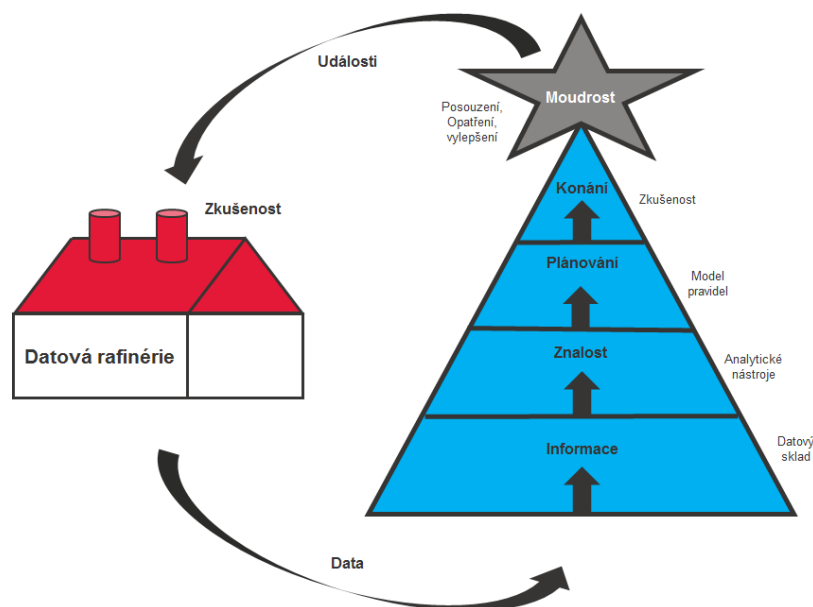 Události
Moudrost
Posouzení,
Opatření,
vylepšení
Konání
Zkušenost
Zkušenost
Plánování
Model
pravidel
Datová rafinérie
Znalost
Analytické
nástroje
Informace
Datový
sklad
Data